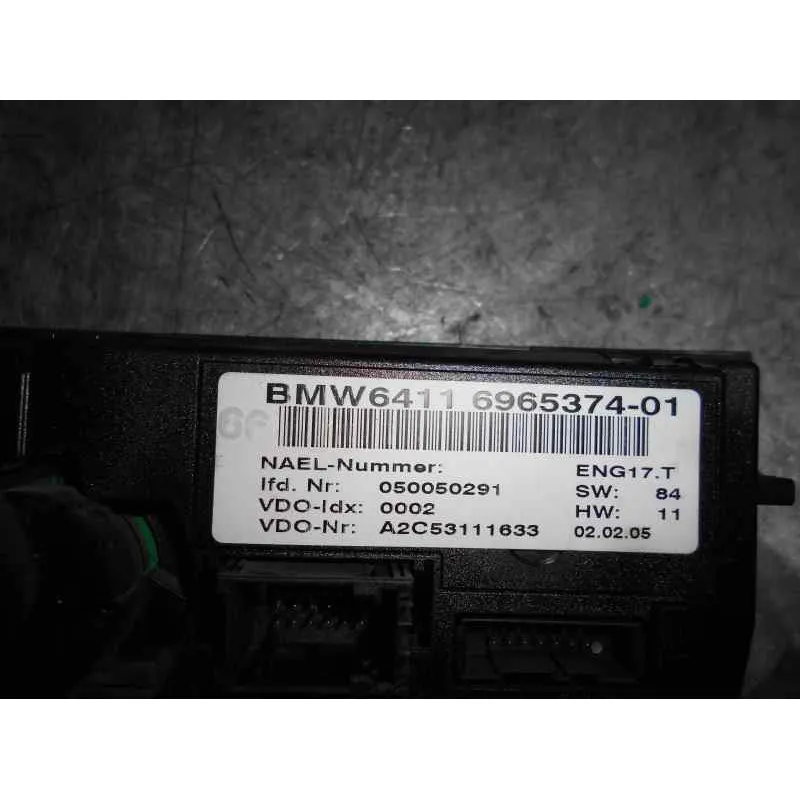 BMW6411 6965374-01
NAEL-Nummer: ENG17.T
lfd. Nr: 050050291 SW: 84
VDO-Idx: 0002 HW: 11
VDO-Nr: A2C53111633 02.02.05